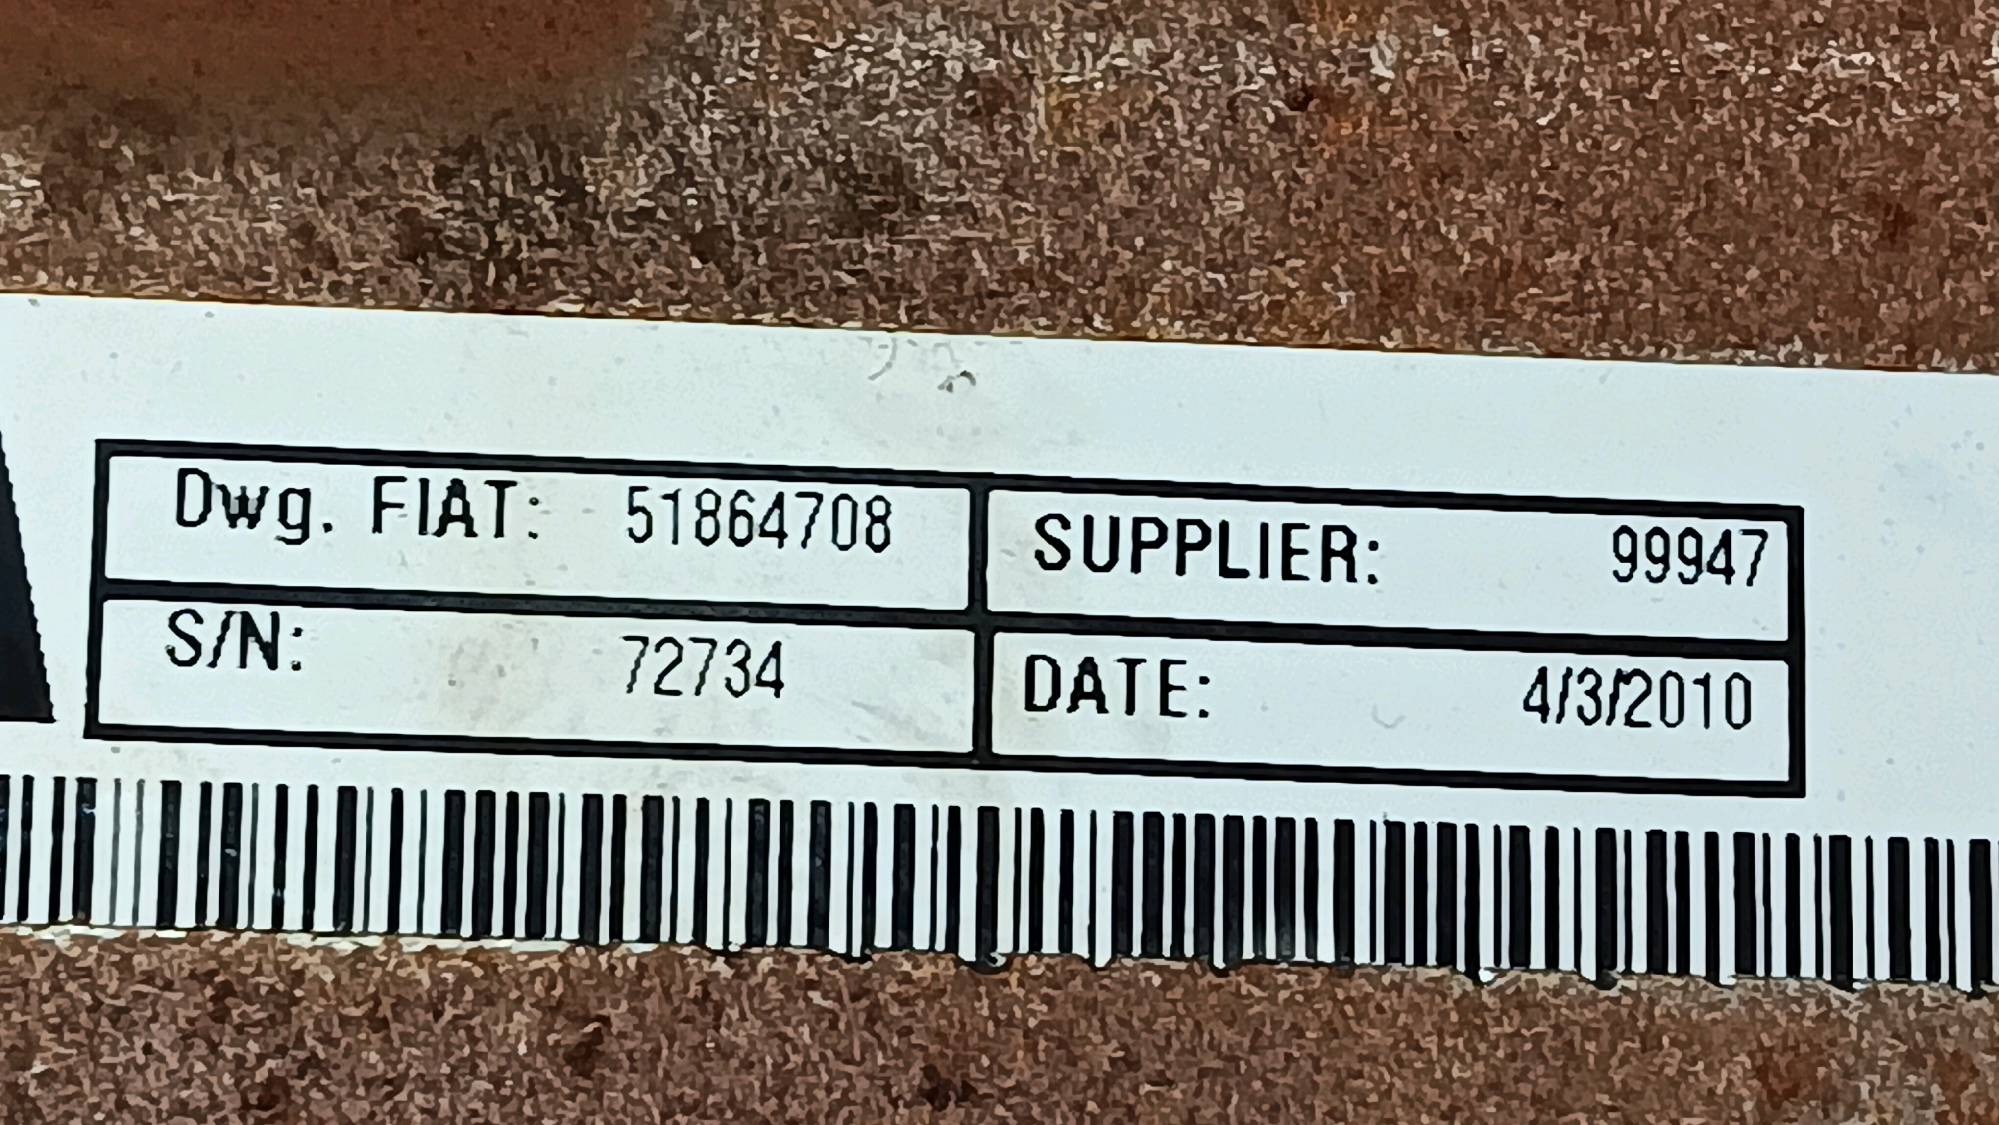 Dwg. FIAT: 51864708 SUPPLIER: 99947
S/N: 72734 DATE: 4/3/2010